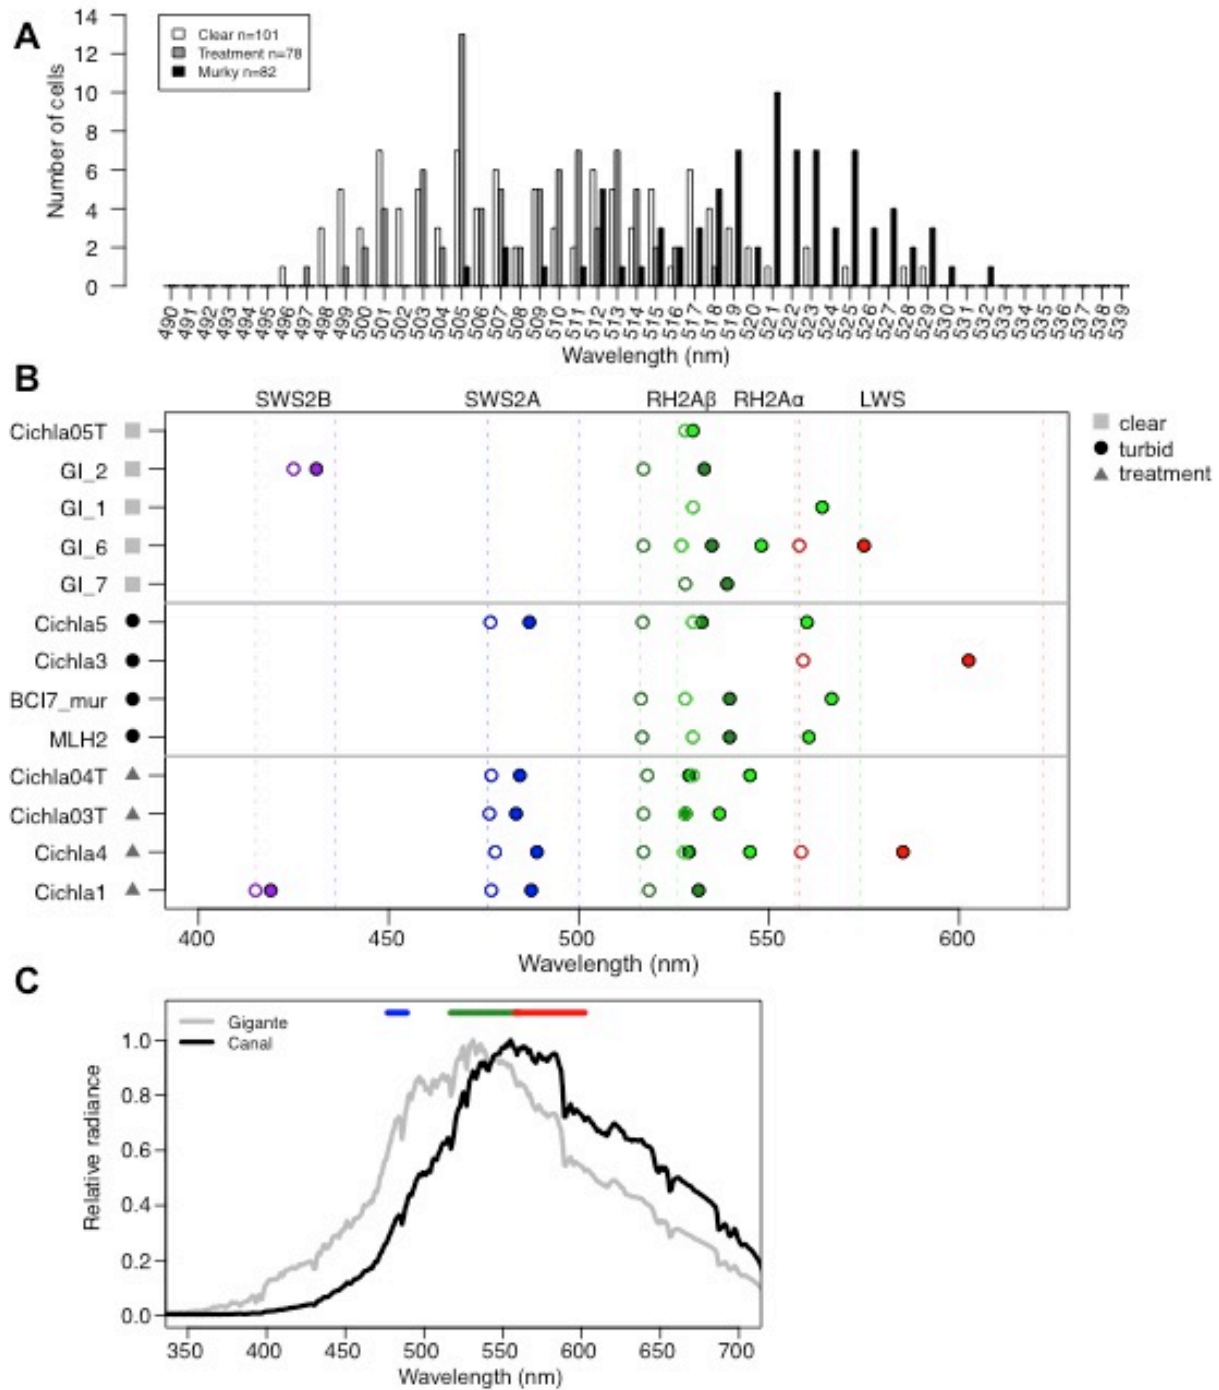 A
14
12
10
8
6
4
2
0
Number of cells
Clear n=101
Treatment n=78
Murky n=82
490 491 492 493 494 495 496 497 498 499 500 501 502 503 504 505 506 507 508 509 510 511 512 513 514 515 516 517 518 519 520 521 522 523 524 525 526 527 528 529 530 531 532 533 534 535 536 537 538 539
Wavelength (nm)
B
SWS2B SWS2A RH2Aβ RH2Aα LWS
clear
turbid
treatment
Cichla05T
GI_2
GI_1
GI_6
GI_7
Cichla5
Cichla3
BCI7_mur
MLH2
Cichla04T
Cichla03T
Cichla4
Cichla1
400 450 500 550 600
Wavelength (nm)
C
Gigante
Canal
1.0
0.8
0.6
0.4
0.2
0.0
Relative radiance
350 400 450 500 550 600 650 700
Wavelength (nm)